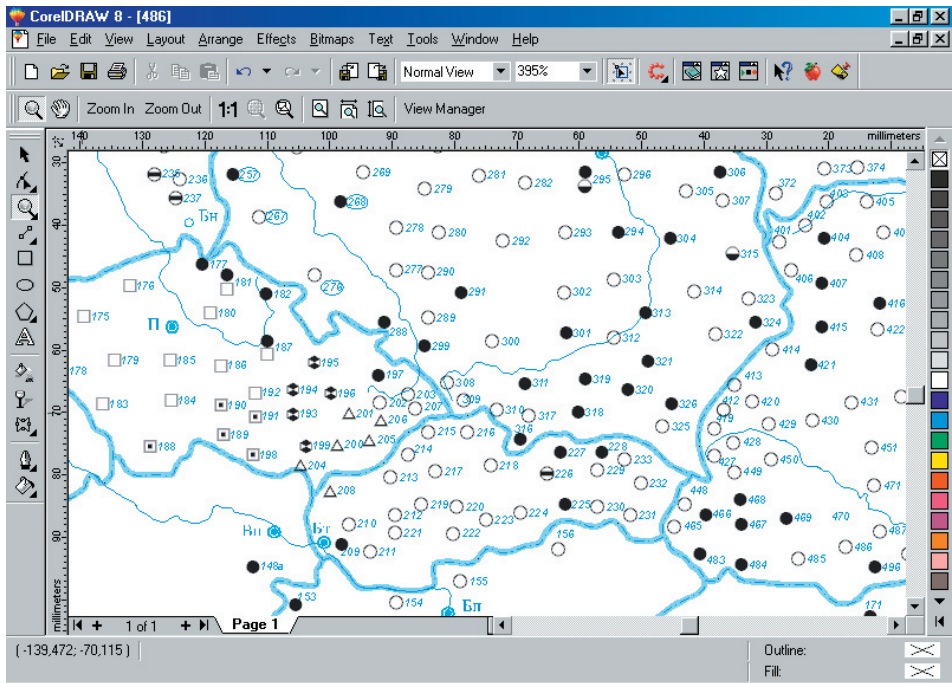 CorelDRAW 8 - [486]
File Edit View Layout Arrange Effects Bitmaps Text Tools Window Help
Normal View 395%
Zoom In Zoom Out 1:1 View Manager
140 130 120 110 100 90 80 70 60 50 40 30 20 millimeters
30 40 50 60 70 80 90 millimeters
235 236 257 269 281 295 296 306 373 374
237 279 282 305 307 372 403 405
Бн 267 268 278 280 292 293 294 304 401 402 404
177 181 276 277 290 303 315 406 408
176 182 291 302 314 323 407 416
175 180 288 289 313 324 415 422
П 187 299 300 301 312 322 414
178 179 185 186 195 197 308 311 319 321 413 421
183 184 192 194 196 202 203 309 310 318 320 326 412 420 431
190 191 193 201 206 207 317 325 419 429 430
188 189 199 200 205 215 216 316 227 228 428 451
198 204 214 218 226 229 233 427 450
208 213 217 232 448 449 471
210 212 219 220 224 225 230 231 466 468 469 470
Бт 221 222 223 465 467 487
209 211 156 483 484 485 486
148а 155 496
153 154 Бп 171
1 of 1 Page 1
(-139,472; -70,115) Outline:
Fill: